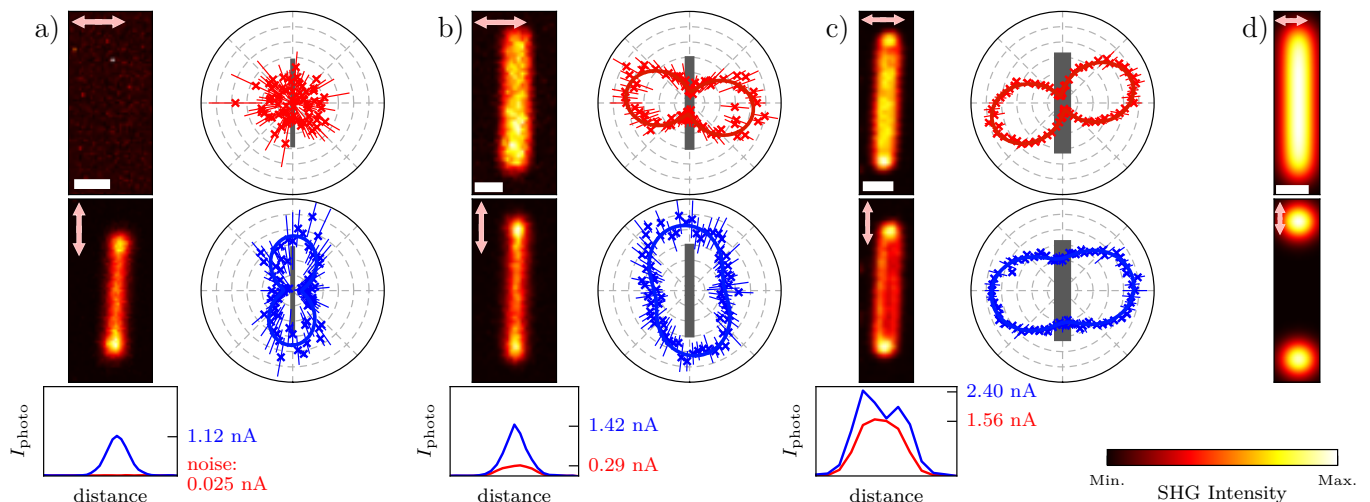 a)
b)
c)
d)
I_photo
1.12 nA
noise:
0.025 nA
distance
I_photo
1.42 nA
0.29 nA
distance
I_photo
2.40 nA
1.56 nA
distance
Min.
Max.
SHG Intensity